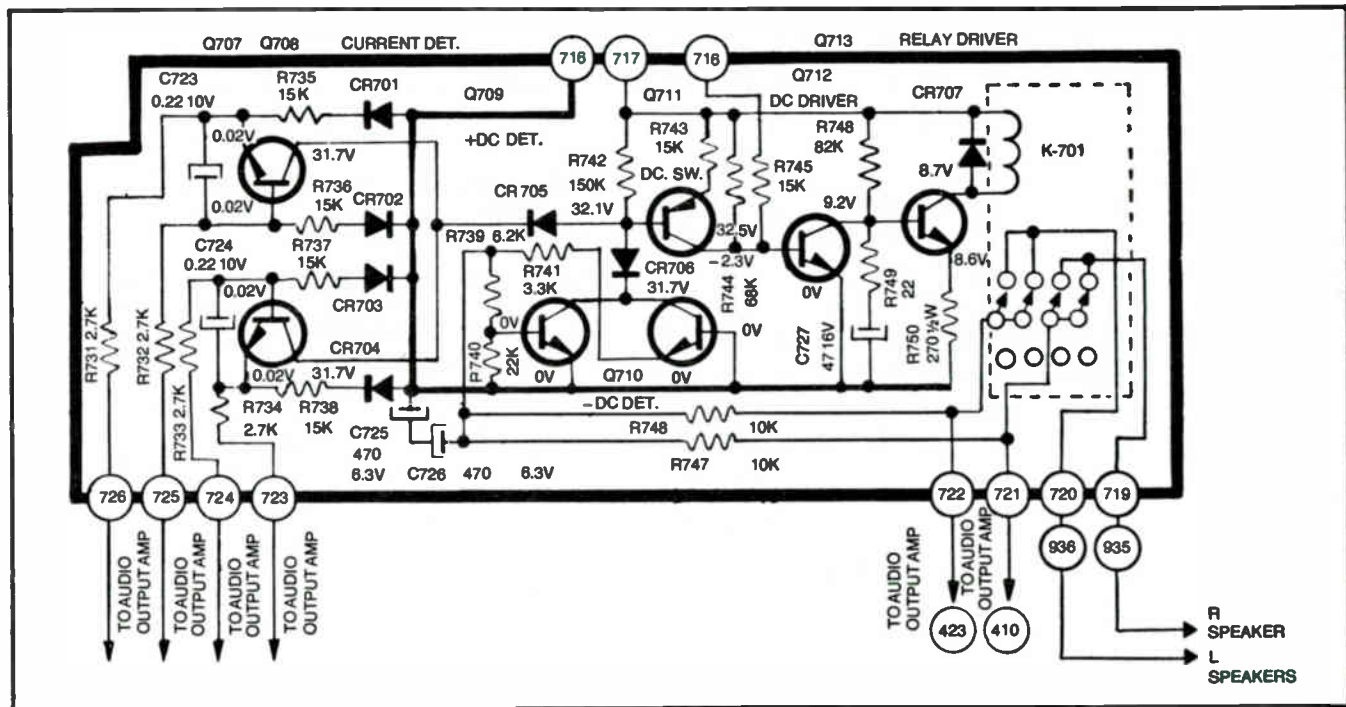 Q707 Q708 CURRENT DET.
716 717 716
Q713 RELAY DRIVER
C723
0.22 10V
R735
15K
CR701
Q709
+DC DET.
Q711
R743
15K
Q712
DC DRIVER
CR707
K-701
0.02V
31.7V
0.02V
R736
15K
CR702
CR705
R742
150K
32.1V
DC. SW.
R745
15K
R748
82K
8.7V
9.2V
C724
0.22 10V
R737
15K
0.02V
CR703
R739 6.2K
R741
3.3K
CR706
31.7V
32.5V
-2.3V
R744
68K
0V
C727
47 16V
R749
22
-8.6V
R750
270 ½W
R731 2.7K
R732 2.7K
R733 2.7K
CR704
31.7V
0.02V
R734
2.7K
R738
15K
R740
22K
0V
0V
Q710
0V
0V
-DC DET.
C725
470
6.3V
C726 470 6.3V
R748 10K
R747 10K
726 725 724 723
722 721 720 719
936 935
TO AUDIO
OUTPUT AMP
TO AUDIO
OUTPUT AMP
TO AUDIO
OUTPUT AMP
TO AUDIO
OUTPUT AMP
TO AUDIO
OUTPUT AMP
TO AUDIO
OUTPUT AMP
423 410
R
SPEAKER
L
SPEAKERS